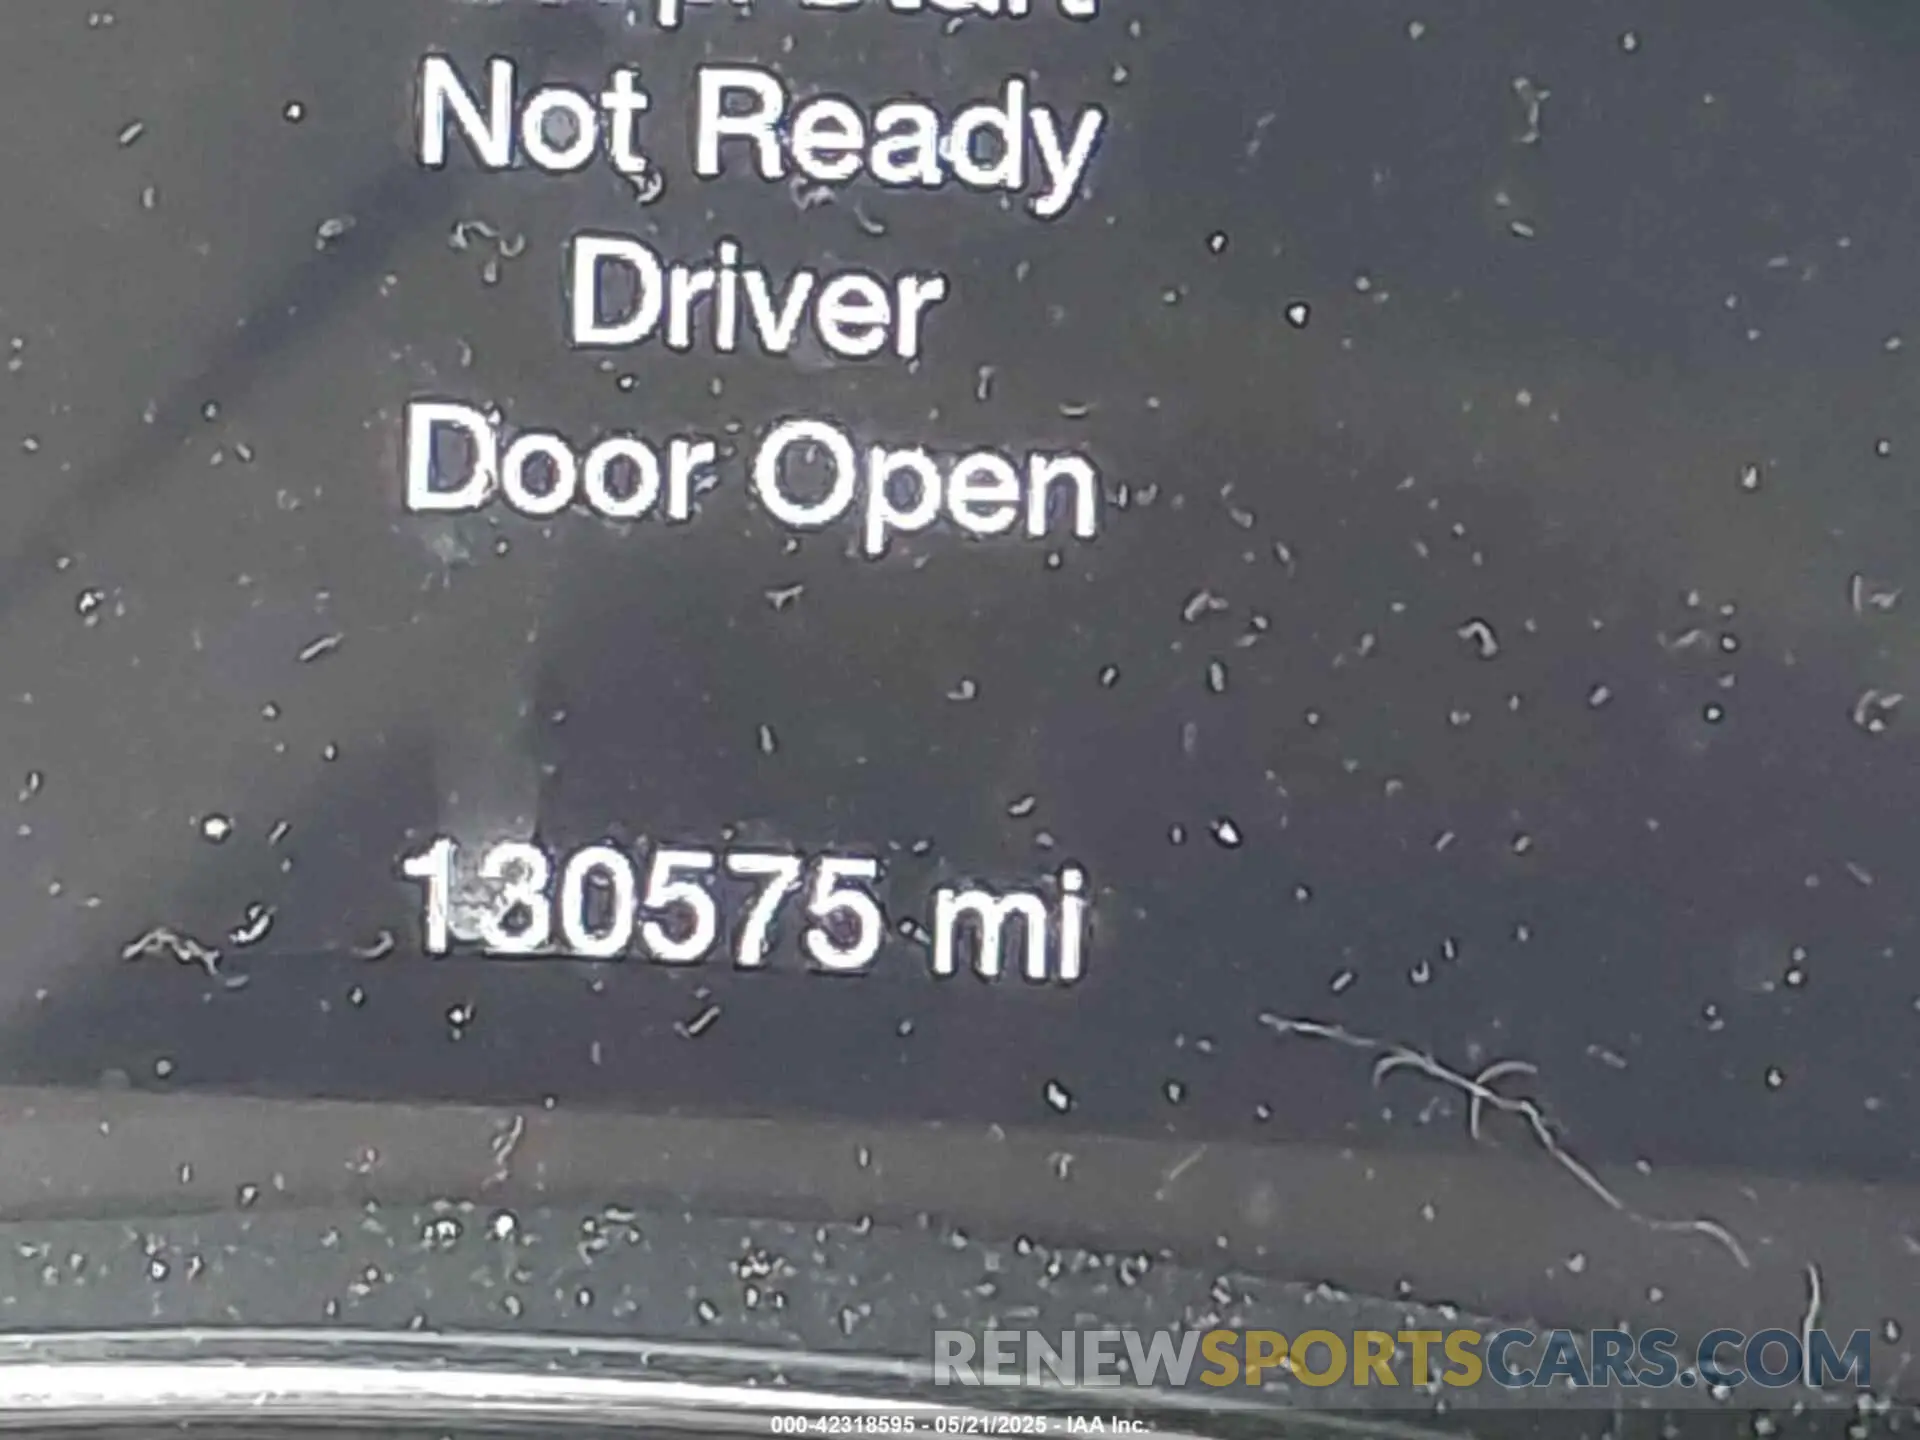 Not Ready
Driver
Door Open
130575 mi
RENEWSPORTSCARS.COM
000-42318595 - 05/21/2025 - IAA Inc.